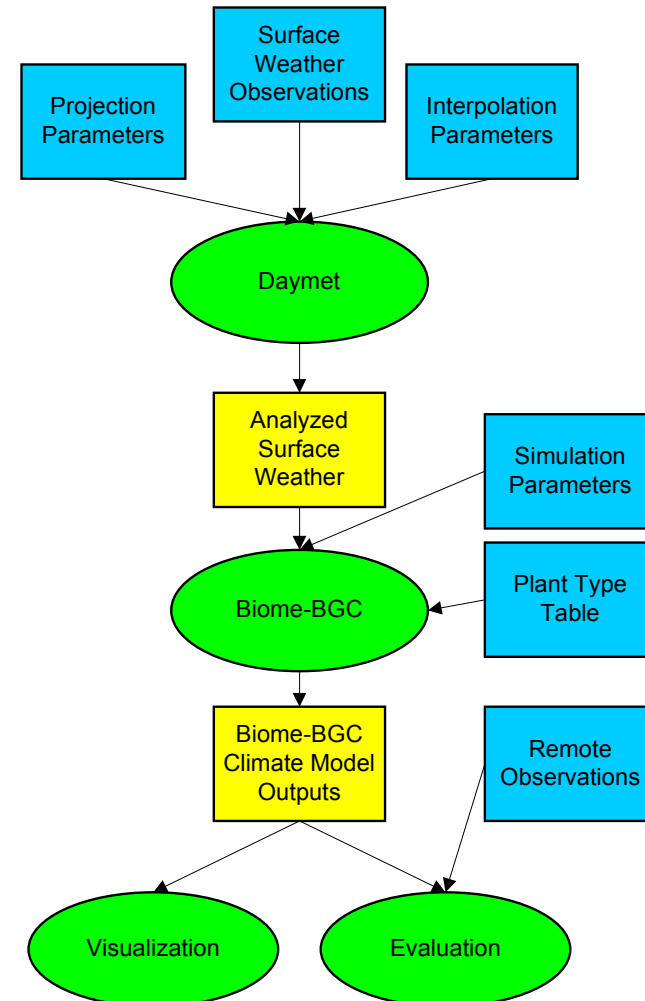 Surface
Weather
Observations
Projection
Parameters
Interpolation
Parameters
Daymet
Analyzed
Surface
Weather
Simulation
Parameters
Biome-BGC
Plant Type
Table
Biome-BGC
Climate Model
Outputs
Remote
Observations
Visualization
Evaluation